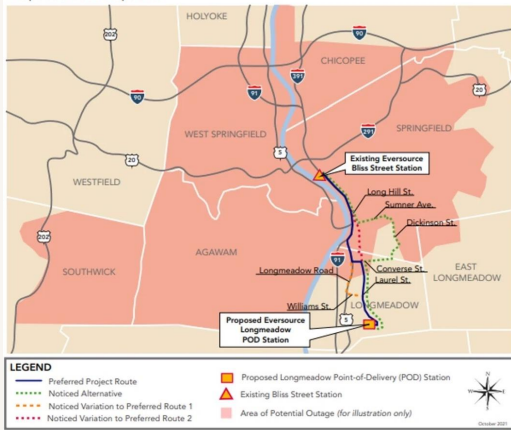 HOLYOKE
202
90
CHICOPEE
291
20
90
91
WEST SPRINGFIELD
291
SPRINGFIELD
5
Existing Eversource
Bliss Street Station
20
WESTFIELD
Long Hill St.
Sumner Ave.
Dickinson St.
202
AGAWAM
91
SOUTHWICK
Longmeadow Road
Converse St.
EAST
LONGMEADOW
Laurel St.
Williams St.
LONGMEADOW
5
Proposed Eversource
Longmeadow
POD Station
LEGEND
Preferred Project Route
Noticed Alternative
Noticed Variation to Preferred Route 1
Noticed Variation to Preferred Route 2
Proposed Longmeadow Point-of-Delivery (POD) Station
Existing Bliss Street Station
Area of Potential Outage (for illustration only)
October 2021